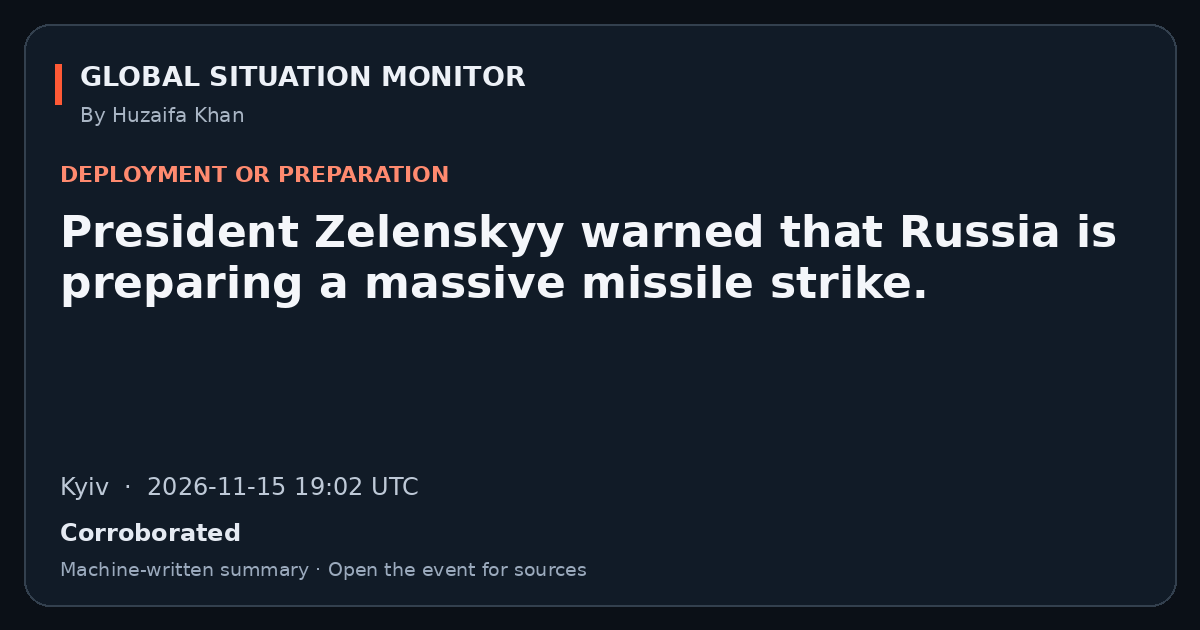 GLOBAL SITUATION MONITOR
By Huzaifa Khan
DEPLOYMENT OR PREPARATION
President Zelenskyy warned that Russia is
preparing a massive missile strike.
Kyiv · 2026-11-15 19:02 UTC
Corroborated
Machine-written summary · Open the event for sources